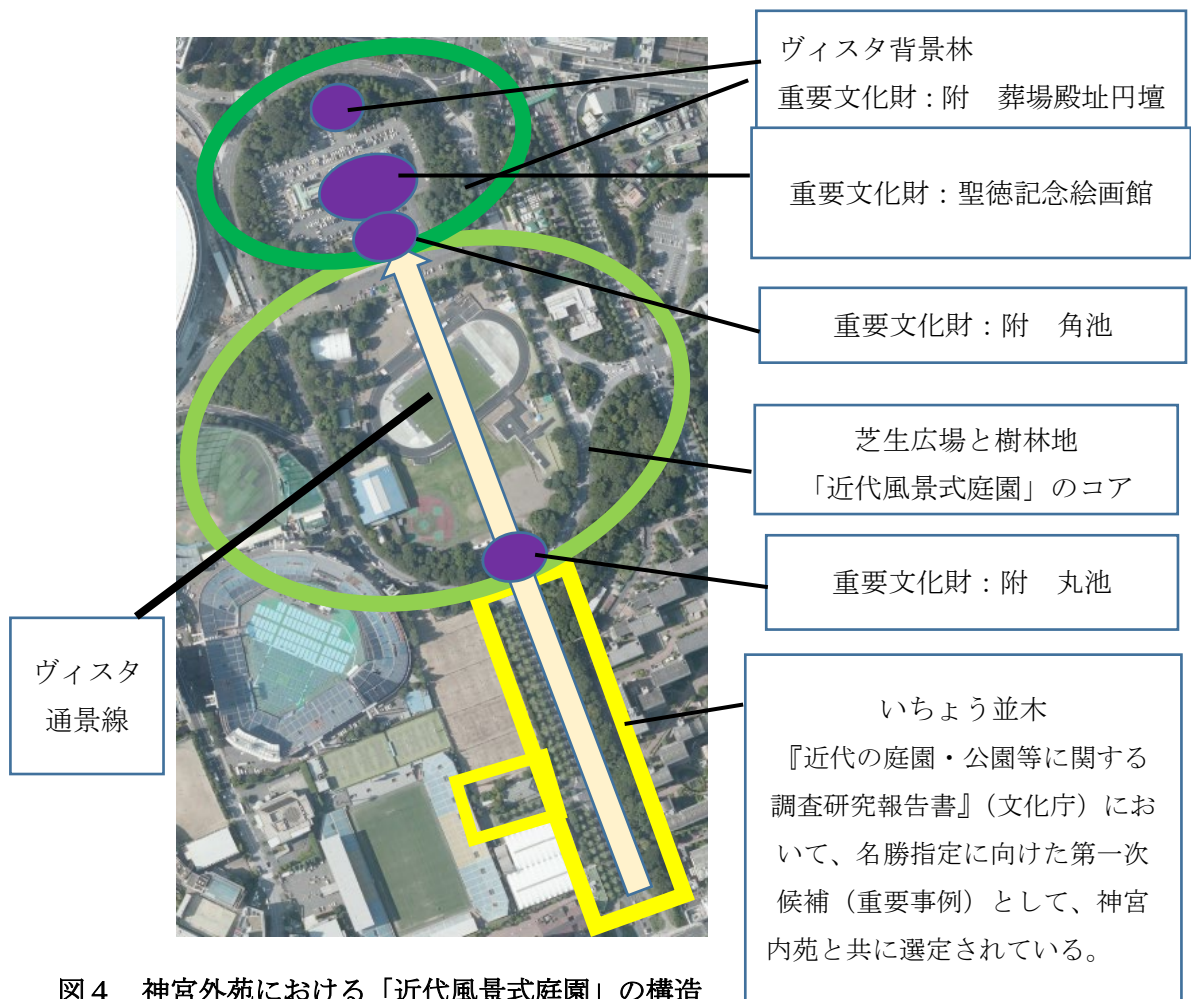 ヴィスタ背景林
重要文化財：附　葬場殿址円壇
重要文化財：聖徳記念絵画館
重要文化財：附　角池
芝生広場と樹林地
「近代風景式庭園」のコア
重要文化財：附　丸池
ヴィスタ
通景線
いちょう並木
『近代の庭園・公園等に関する
調査研究報告書』（文化庁）にお
いて、名勝指定に向けた第一次
候補（重要事例）として、神宮
内苑と共に選定されている。
図４　神宮外苑における「近代風景式庭園」の構造